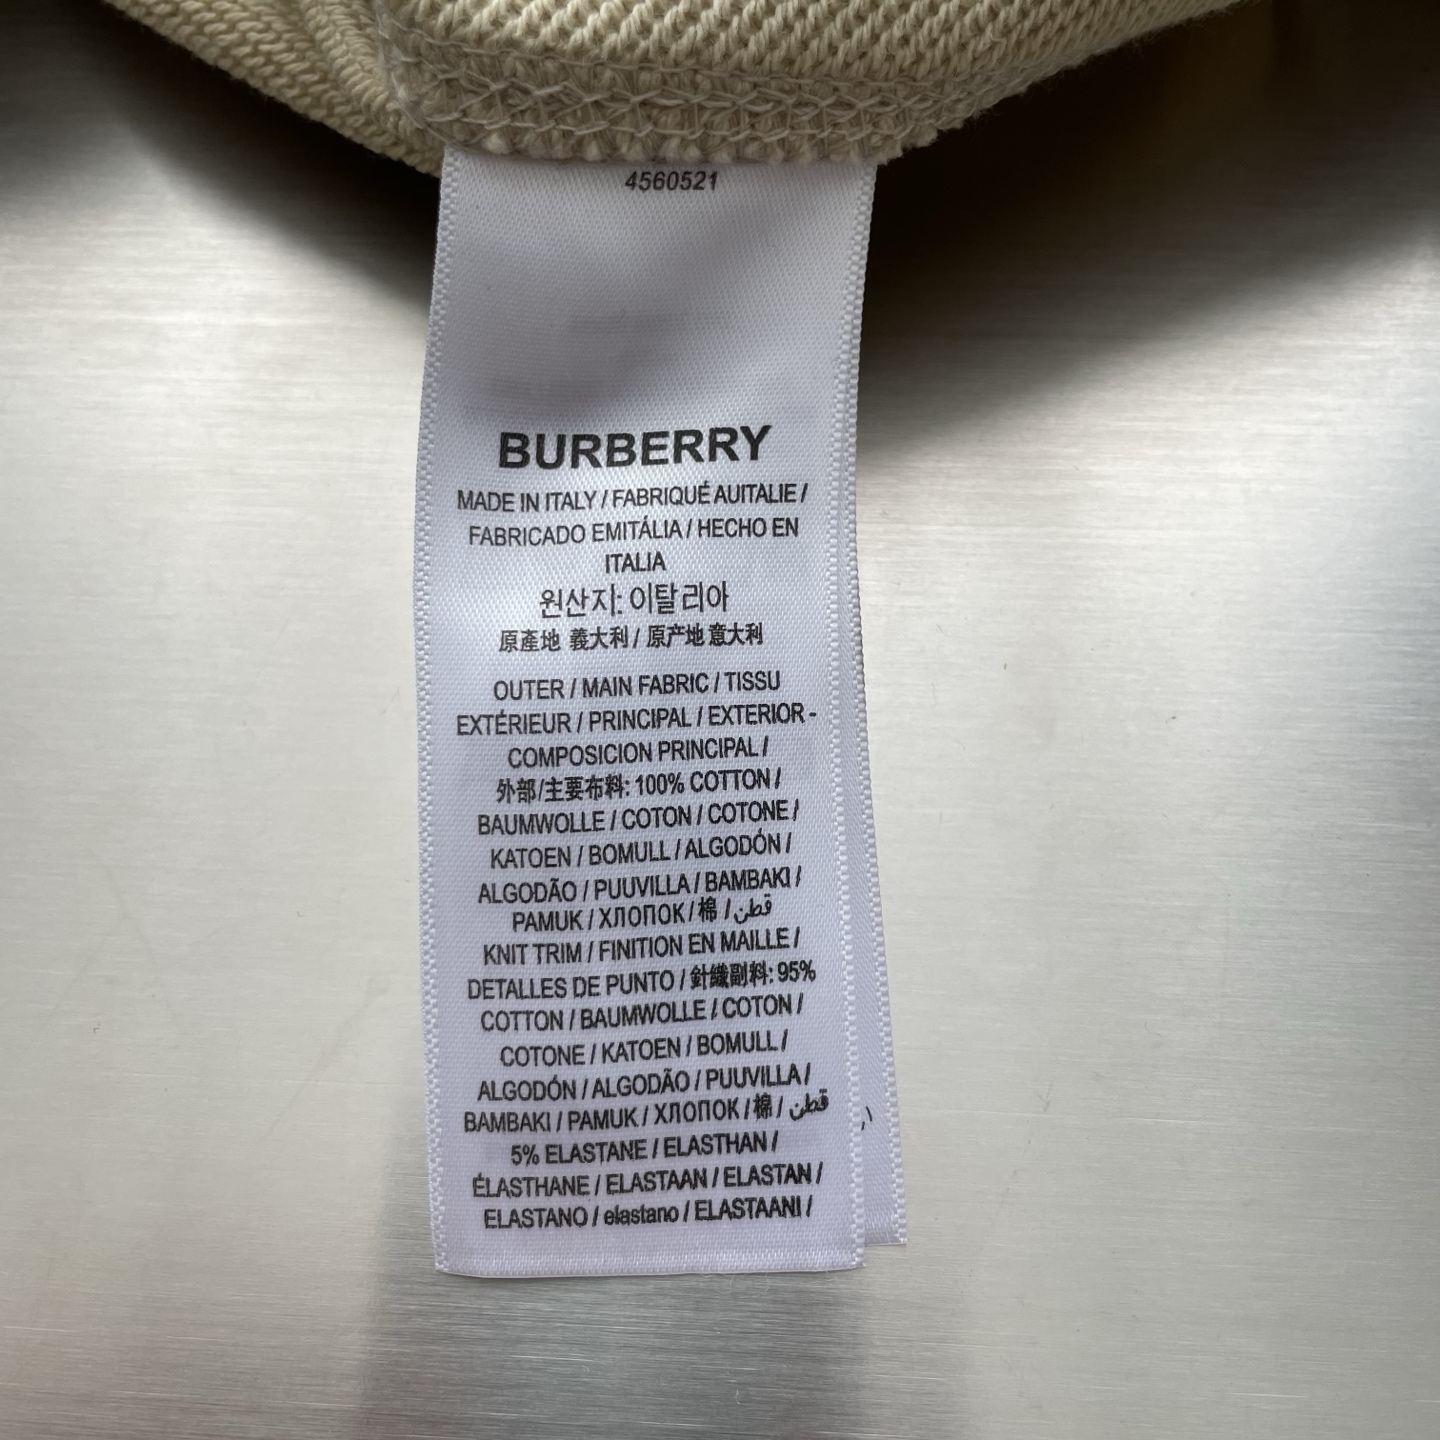 4560521
BURBERRY
MADE IN ITALY / FABRIQUÉ AUITALIE /
FABRICADO EMITÁLIA / HECHO EN
ITALIA
원산지: 이탈리아
原產地 義大利 / 原产地 意大利
OUTER / MAIN FABRIC / TISSU
EXTÉRIEUR / PRINCIPAL / EXTERIOR -
COMPOSICION PRINCIPAL /
外部/主要布料: 100% COTTON /
BAUMWOLLE / COTON / COTONE /
KATOEN / BOMULL / ALGODÓN /
ALGODÃO / PUUVILLA / BAMBAKI /
PAMUK / ХЛОПОК / 棉 / قطن
KNIT TRIM / FINITION EN MAILLE /
DETALLES DE PUNTO / 針織副料: 95%
COTTON / BAUMWOLLE / COTON /
COTONE / KATOEN / BOMULL /
ALGODÓN / ALGODÃO / PUUVILLA /
BAMBAKI / PAMUK / ХЛОПОК / 棉 / قطن
5% ELASTANE / ELASTHAN /
ÉLASTHANE / ELASTAAN / ELASTAN /
ELASTANO / elastano / ELASTAANI /